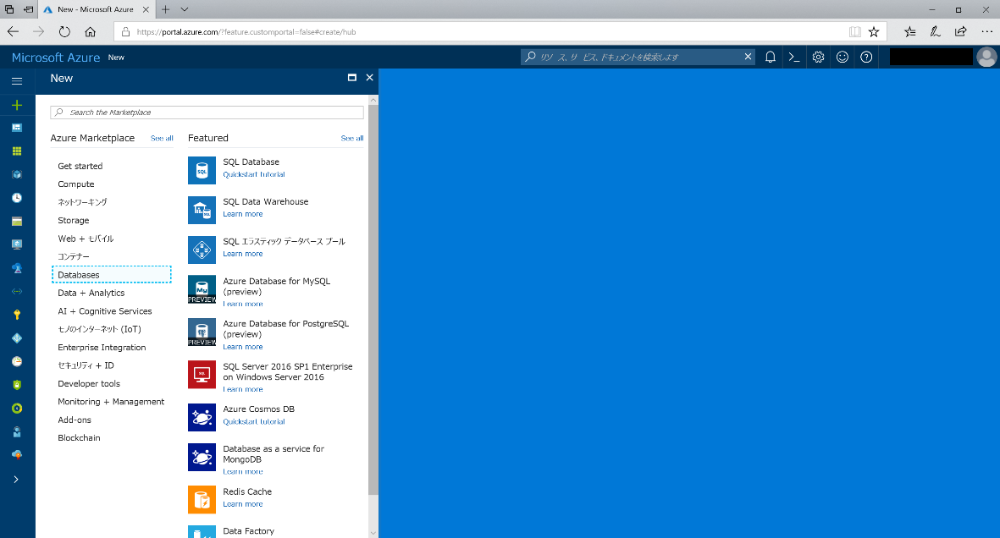 New - Microsoft Azure
https://portal.azure.com/?feature.customportal=false#create/hub
Microsoft Azure New
リソース、サービス、ドキュメントを検索します
New
Search the Marketplace
Azure Marketplace See all
Get started
Compute
ネットワーキング
Storage
Web + モバイル
コンテナー
Databases
Data + Analytics
AI + Cognitive Services
モノのインターネット (IoT)
Enterprise Integration
セキュリティ + ID
Developer tools
Monitoring + Management
Add-ons
Blockchain
Featured See all
SQL
SQL Database
Quickstart tutorial
SQL Data Warehouse
Learn more
SQL エラスティック データベース プール
Learn more
My
PREVIEW
Azure Database for MySQL
(preview)
Learn more
PREVIEW
Azure Database for PostgreSQL
(preview)
Learn more
SQL Server 2016 SP1 Enterprise
on Windows Server 2016
Learn more
Azure Cosmos DB
Quickstart tutorial
Database as a service for
MongoDB
Learn more
Redis Cache
Learn more
Data Factory